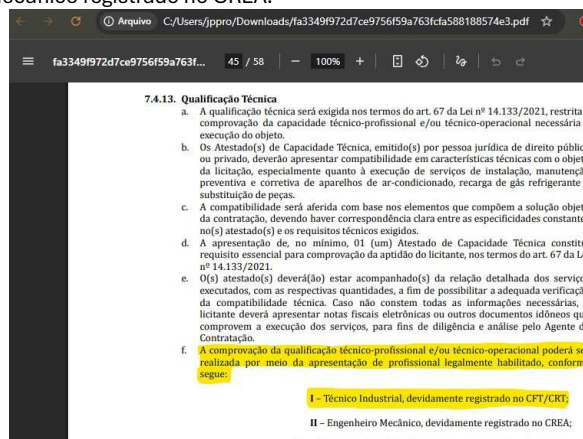 mecânico registrado no CREA.
Arquivo C:/Users/jppro/Downloads/fa3349f972d7ce9756f59a763fcfa588188574e3.pdf
fa3349f972d7ce9756f59a763f... 45 / 58 100%
7.4.13. Qualificação Técnica
a. A qualificação técnica será exigida nos termos do art. 67 da Lei nº 14.133/2021, restrita
comprovação da capacidade técnico-profissional e/ou técnico-operacional necessária
execução do objeto.
b. Os Atestado(s) de Capacidade Técnica, emitido(s) por pessoa jurídica de direito públic
ou privado, deverão apresentar compatibilidade em características técnicas com o objet
da licitação, especialmente quanto à execução de serviços de instalação, manutençã
preventiva e corretiva de aparelhos de ar-condicionado, recarga de gás refrigerante
substituição de peças.
c. A compatibilidade será aferida com base nos elementos que compõem a solução objet
da contratação, devendo haver correspondência clara entre as especificidades constante
no(s) atestado(s) e os requisitos técnicos exigidos.
d. A apresentação de, no mínimo, 01 (um) Atestado de Capacidade Técnica constitu
requisito essencial para comprovação da aptidão do licitante, nos termos do art. 67 da L
nº 14.133/2021.
e. O(s) atestado(s) deverá(ão) estar acompanhado(s) da relação detalhada dos serviço
executados, com as respectivas quantidades, a fim de possibilitar a adequada verificaçã
da compatibilidade técnica. Caso não constem todas as informações necessárias,
licitante deverá apresentar notas fiscais eletrônicas ou outros documentos idôneos qu
comprovem a execução dos serviços, para fins de diligência e análise pelo Agente d
Contratação.
f. A comprovação da qualificação técnico-profissional e/ou técnico-operacional poderá se
realizada por meio da apresentação de profissional legalmente habilitado, conform
segue:
I – Técnico Industrial, devidamente registrado no CFT/CRT;
II – Engenheiro Mecânico, devidamente registrado no CREA;